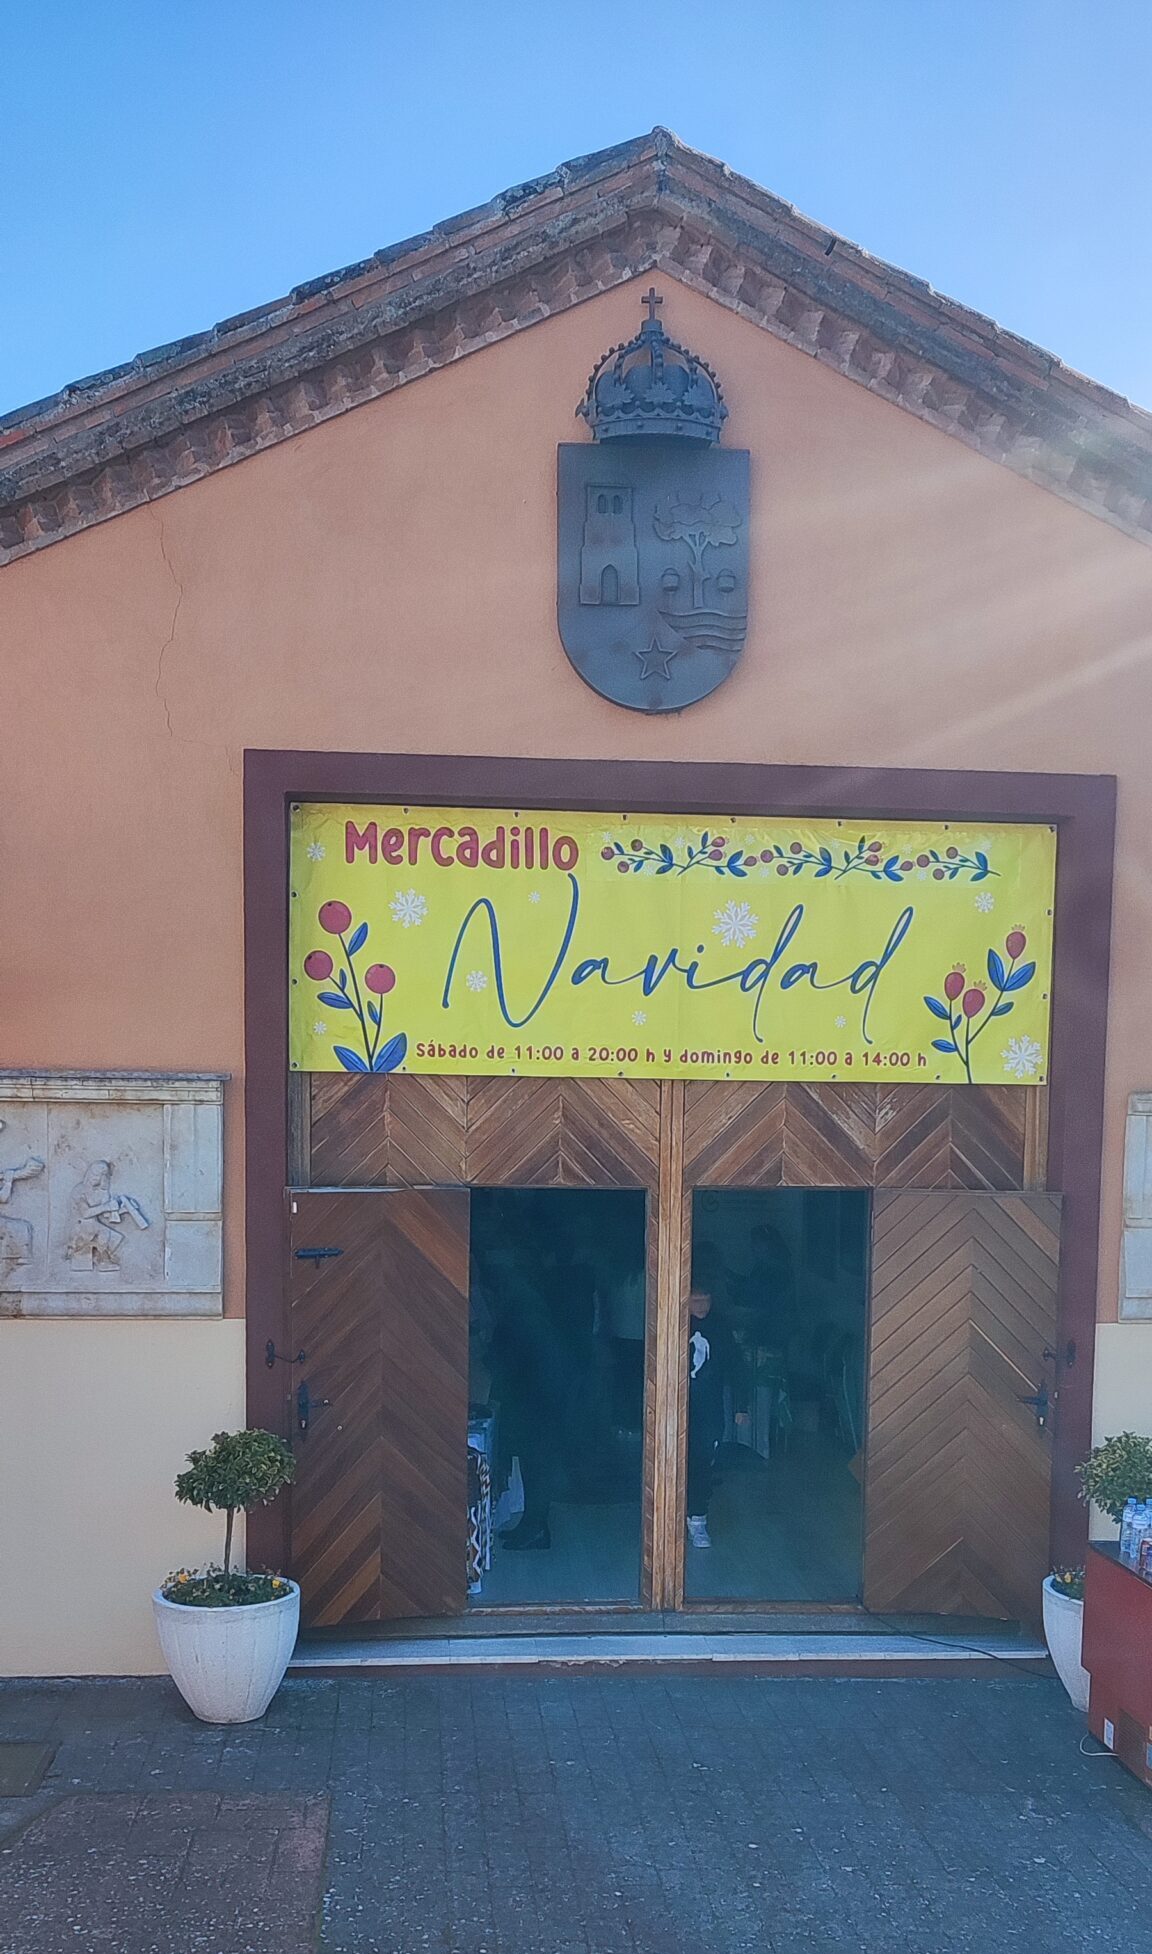 Mercadillo
Navidad
Sábado de 11:00 a 20:00 h y domingo de 11:00 a 14:00 h